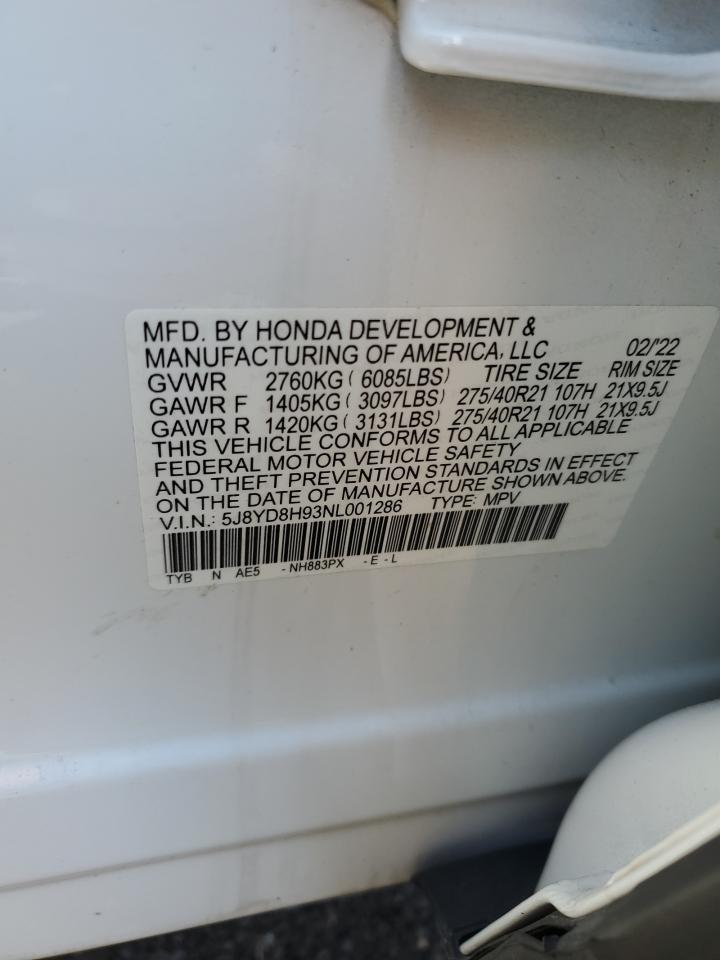 MFD. BY HONDA DEVELOPMENT &
MANUFACTURING OF AMERICA, LLC 02/'22
GVWR 2760KG ( 6085LBS) TIRE SIZE RIM SIZE
GAWR F 1405KG ( 3097LBS) 275/40R21 107H 21X9.5J
GAWR R 1420KG ( 3131LBS) 275/40R21 107H 21X9.5J
THIS VEHICLE CONFORMS TO ALL APPLICABLE
FEDERAL MOTOR VEHICLE SAFETY
AND THEFT PREVENTION STANDARDS IN EFFECT
ON THE DATE OF MANUFACTURE SHOWN ABOVE.
V.I.N.: 5J8YD8H93NL001286 TYPE: MPV
TYB N AE5 - NH883PX - E - L